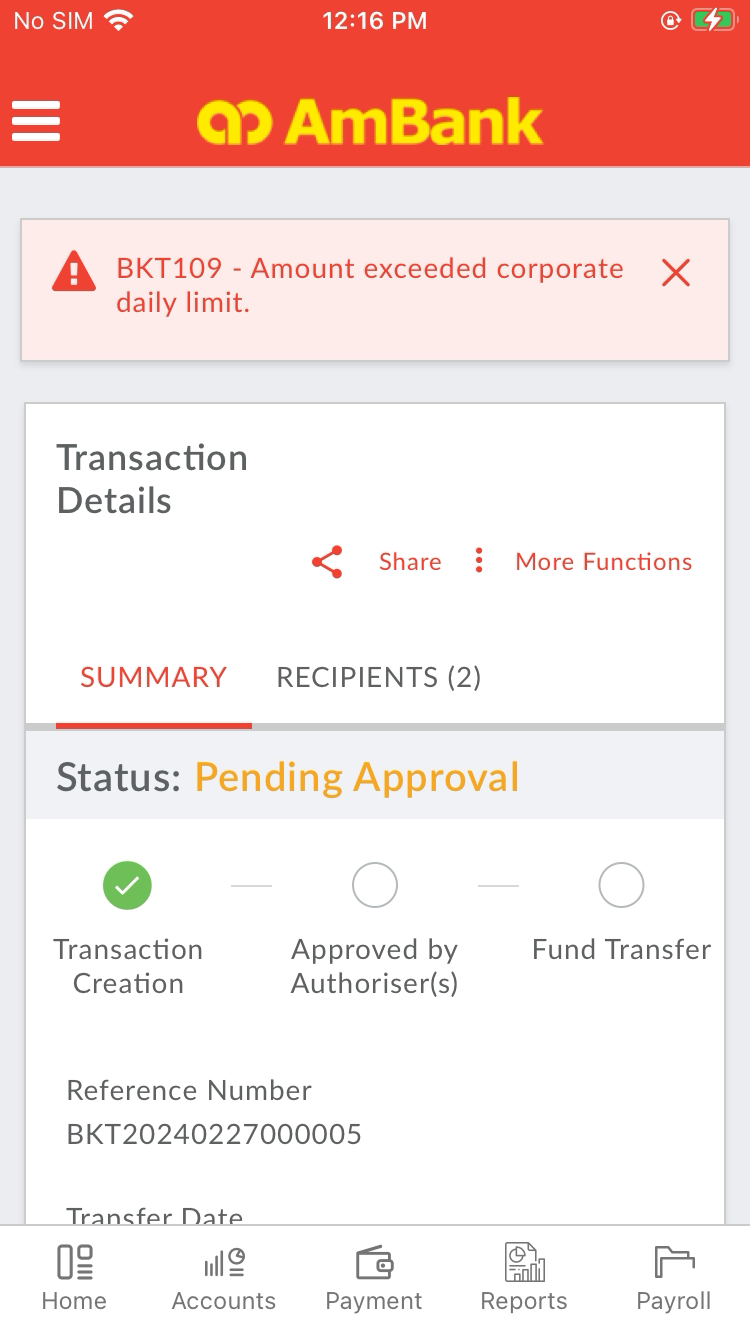 No SIM 12:16 PM
AmBank
BKT109 - Amount exceeded corporate
daily limit.
Transaction
Details
Share More Functions
SUMMARY RECIPIENTS (2)
Status: Pending Approval
Transaction Approved by Fund Transfer
Creation Authoriser(s)
Reference Number
BKT20240227000005
Transfer Date
Home Accounts Payment Reports Payroll